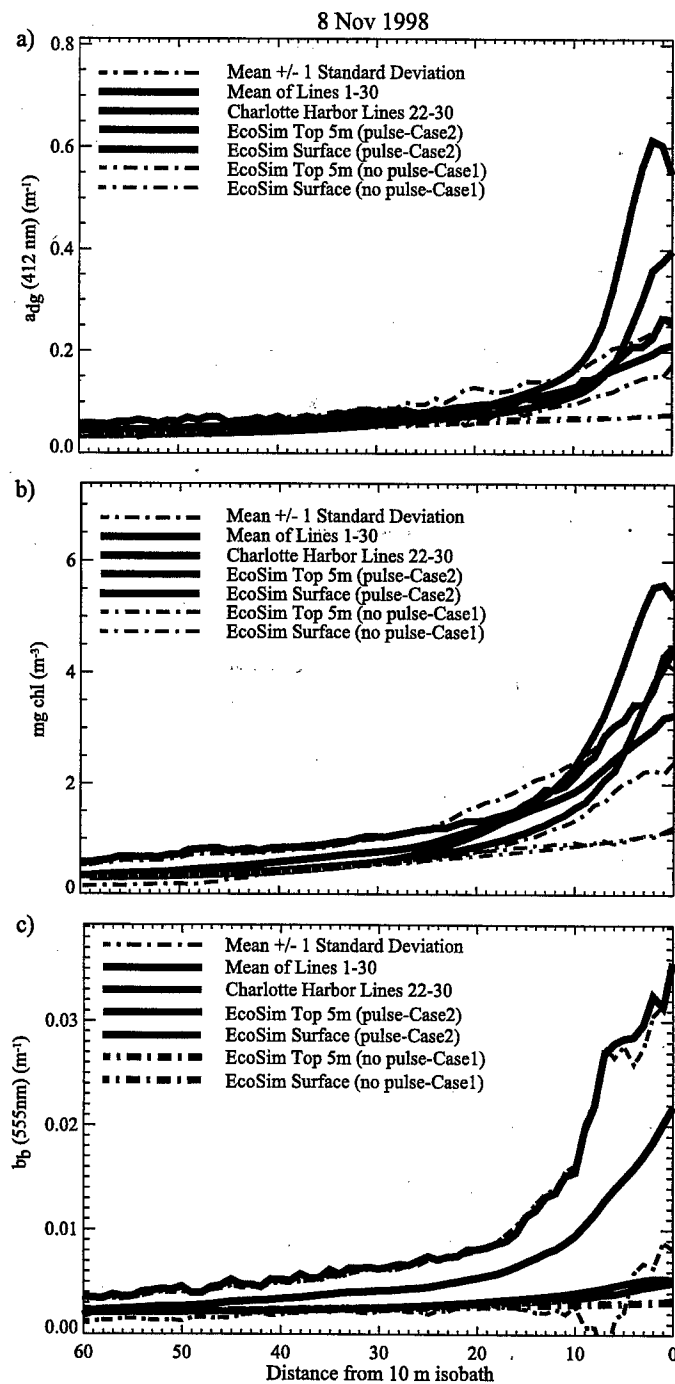 8 Nov 1998
a)
0.8
0.6
0.4
0.2
0.0
a_dg (412 nm) (m⁻¹)
Mean +/- 1 Standard Deviation
Mean of Lines 1-30
Charlotte Harbor Lines 22-30
EcoSim Top 5m (pulse-Case2)
EcoSim Surface (pulse-Case2)
EcoSim Top 5m (no pulse-Case1)
EcoSim Surface (no pulse-Case1)
b)
6
4
2
0
mg chl (m⁻³)
Mean +/- 1 Standard Deviation
Mean of Lines 1-30
Charlotte Harbor Lines 22-30
EcoSim Top 5m (pulse-Case2)
EcoSim Surface (pulse-Case2)
EcoSim Top 5m (no pulse-Case1)
EcoSim Surface (no pulse-Case1)
c)
0.03
0.02
0.01
0.00
b_b (555nm) (m⁻¹)
Mean +/- 1 Standard Deviation
Mean of Lines 1-30
Charlotte Harbor Lines 22-30
EcoSim Top 5m (pulse-Case2)
EcoSim Surface (pulse-Case2)
EcoSim Top 5m (no pulse-Case1)
EcoSim Surface (no pulse-Case1)
60 50 40 30 20 10 0
Distance from 10 m isobath